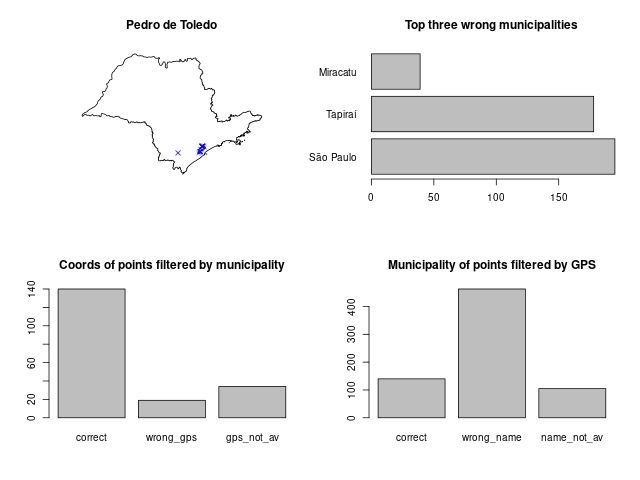 Pedro de Toledo
Top three wrong municipalities
Miracatu
Tapiraí
São Paulo
0 50 100 150
Coords of points filtered by municipality
140
100
60
20
0
correct wrong_gps gps_not_av
Municipality of points filtered by GPS
400
300
200
100
0
correct wrong_name name_not_av